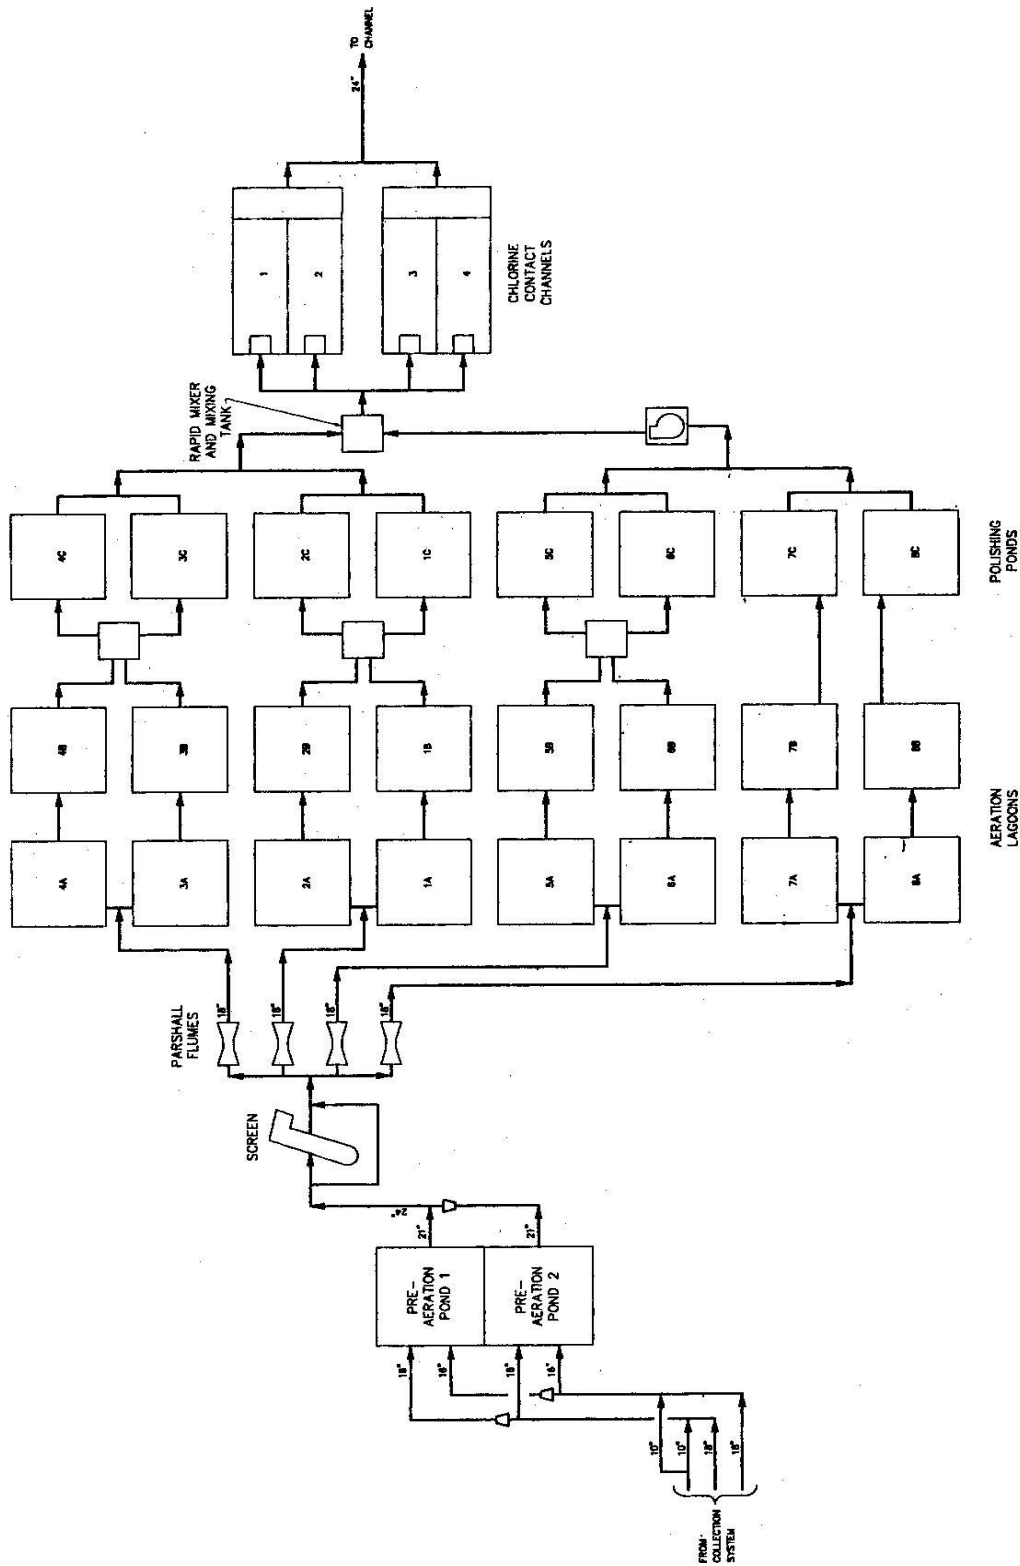 TO
CHANNEL
24"
1
2
3
4
CHLORINE
CONTACT
CHANNELS
RAPID MIXER
AND MIXING
TANK
4C
3C
2C
1C
5C
6C
7C
8C
POLISHING
PONDS
4B
3B
2B
1B
5B
6B
7B
8B
4A
3A
2A
1A
5A
6A
7A
8A
AERATION
LAGOONS
18"
18"
18"
18"
PARSHALL
FLUMES
SCREEN
24"
21"
21"
PRE-
AERATION
POND 1
PRE-
AERATION
POND 2
18"
16"
16"
10"
10"
18"
18"
FROM
COLLECTION
SYSTEM